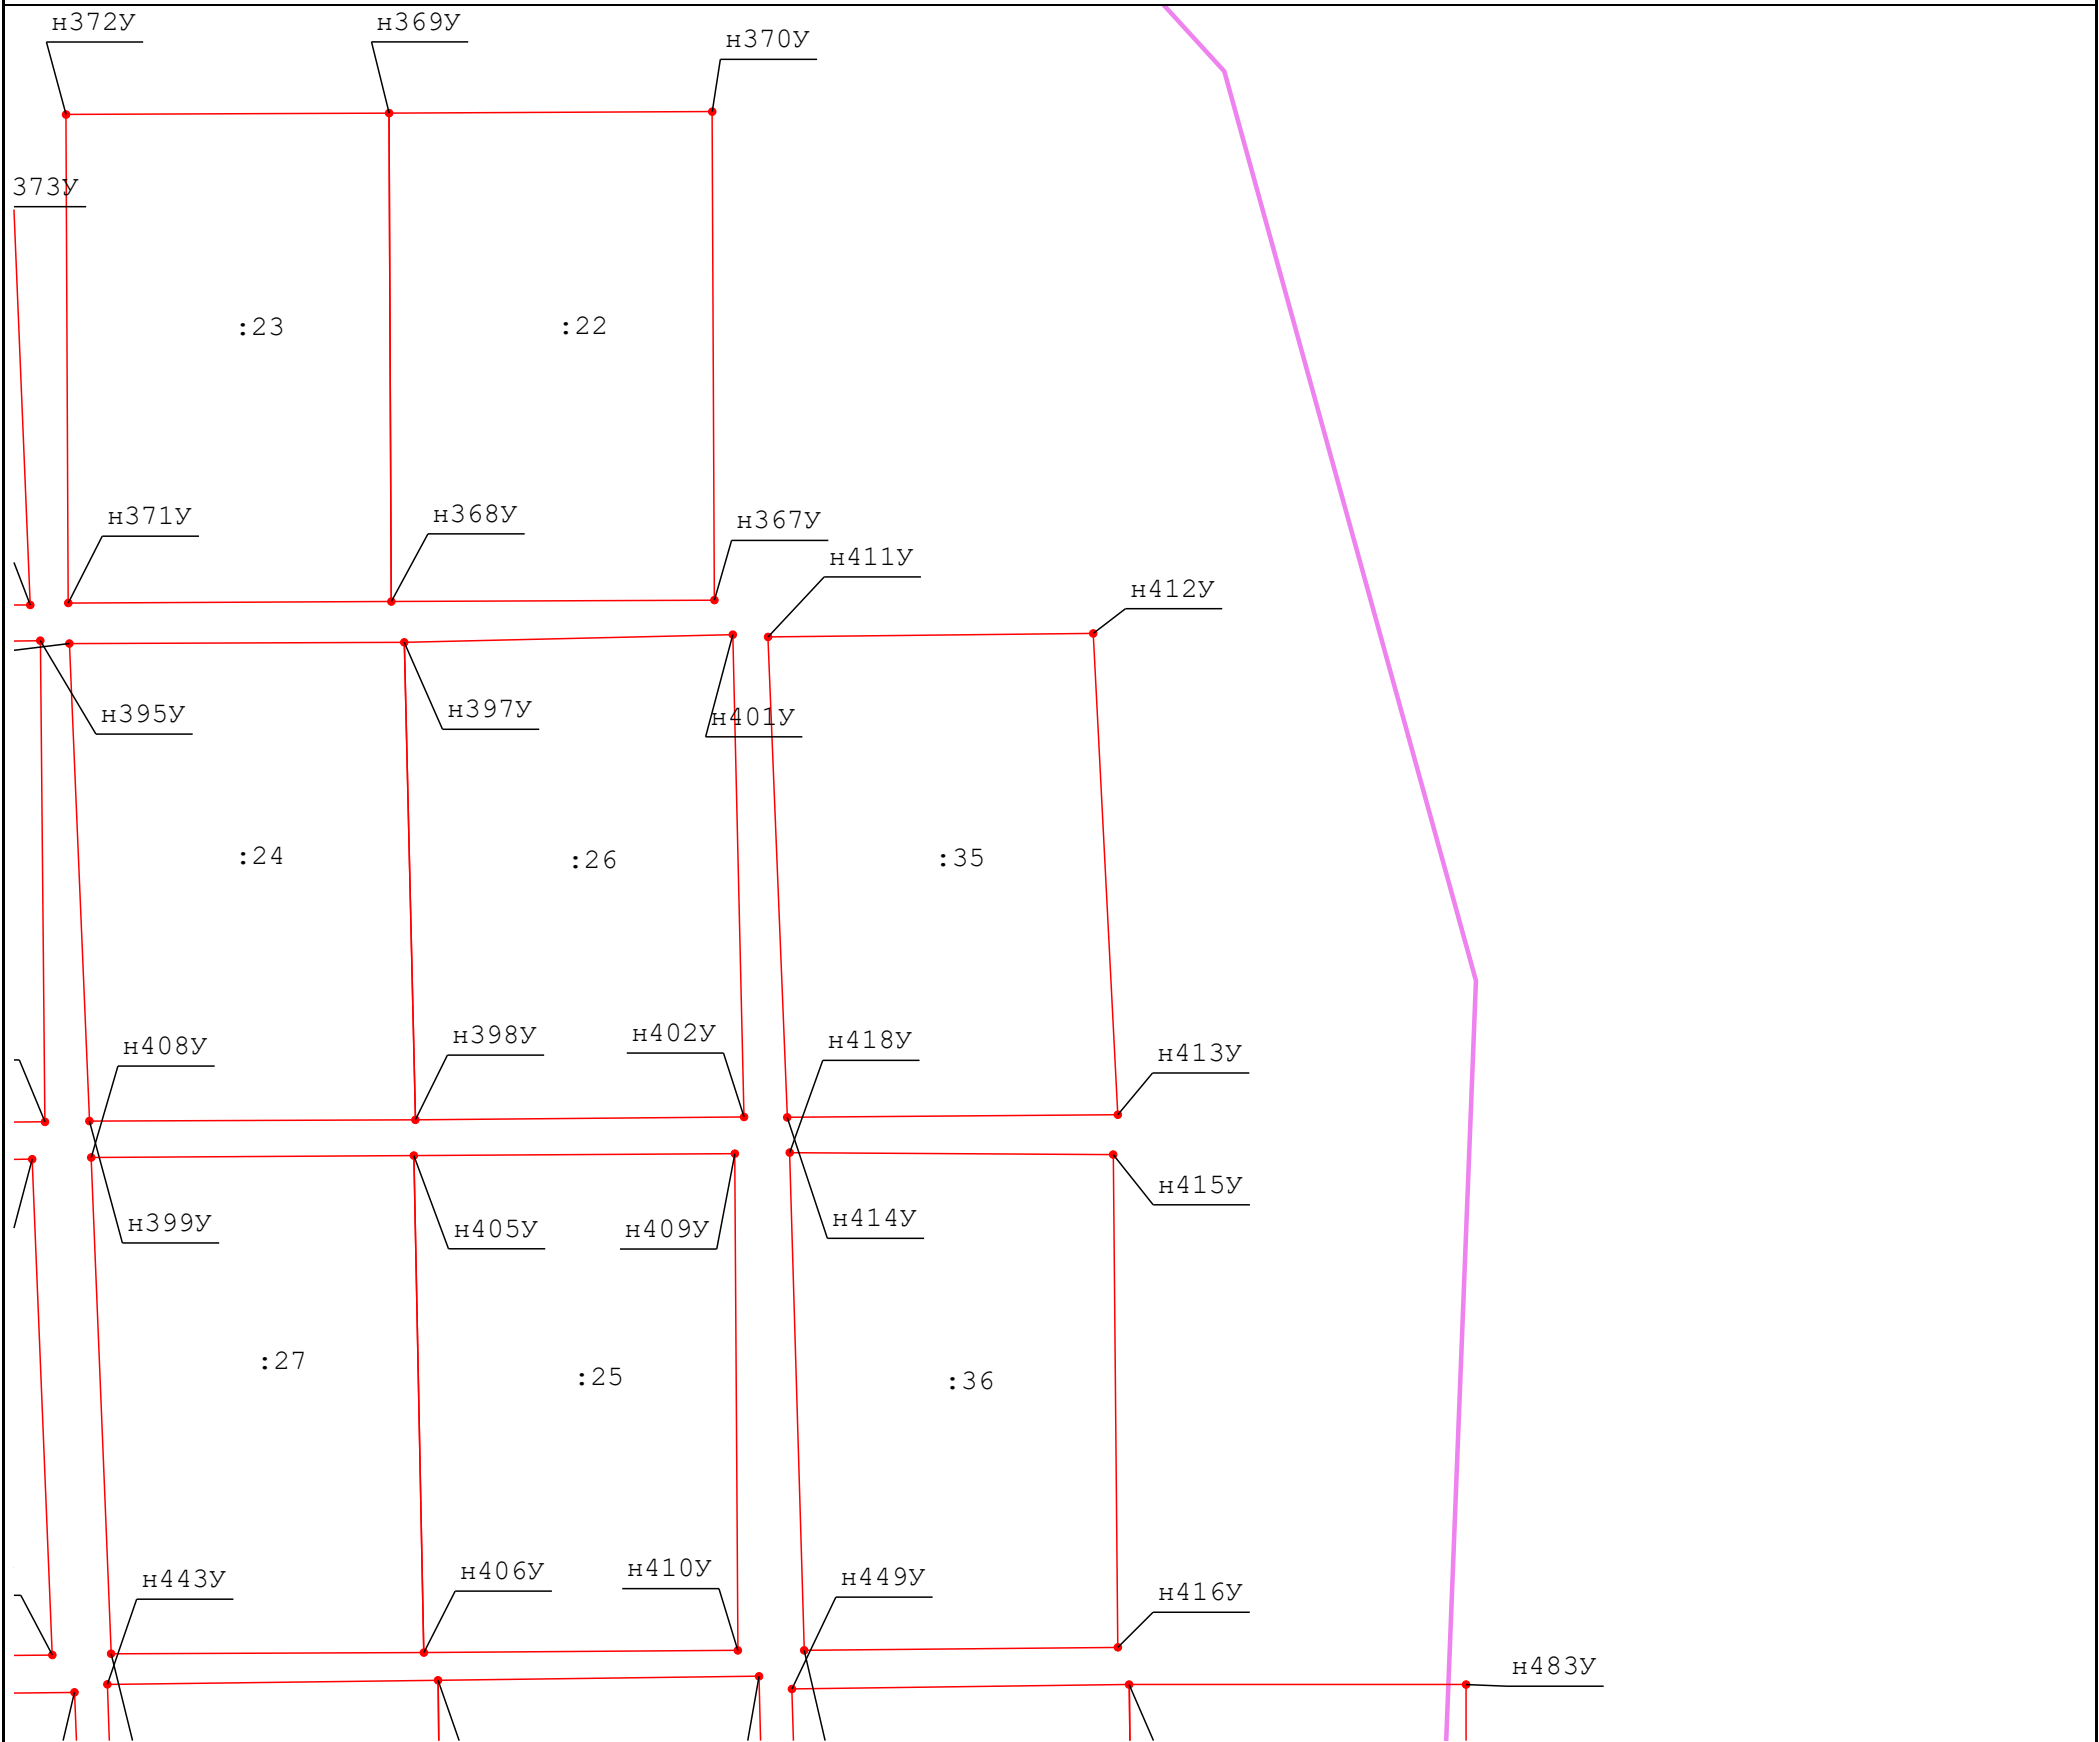 н372У
н369У
н370У
373У
:23
:22
н371У
н368У
н367У
н411У
н412У
н395У
н397У
н401У
:24
:26
:35
н408У
н398У
н402У
н418У
н413У
н415У
н399У
н405У
н409У
н414У
:27
:25
:36
н443У
н406У
н410У
н449У
н416У
н483У